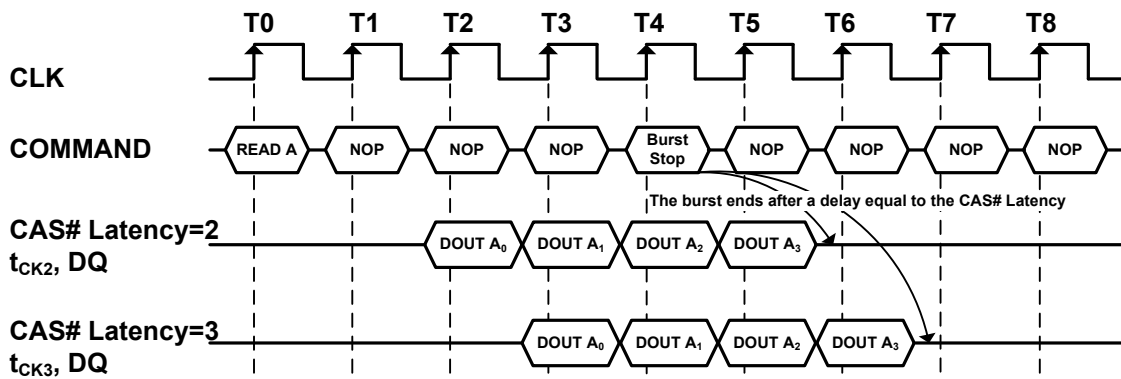 T0 T1 T2 T3 T4 T5 T6 T7 T8
CLK
COMMAND
READ A NOP NOP NOP Burst Stop NOP NOP NOP NOP
The burst ends after a delay equal to the CAS# Latency
CAS# Latency=2
tCK2, DQ
DOUT A0 DOUT A1 DOUT A2 DOUT A3
CAS# Latency=3
tCK3, DQ
DOUT A0 DOUT A1 DOUT A2 DOUT A3